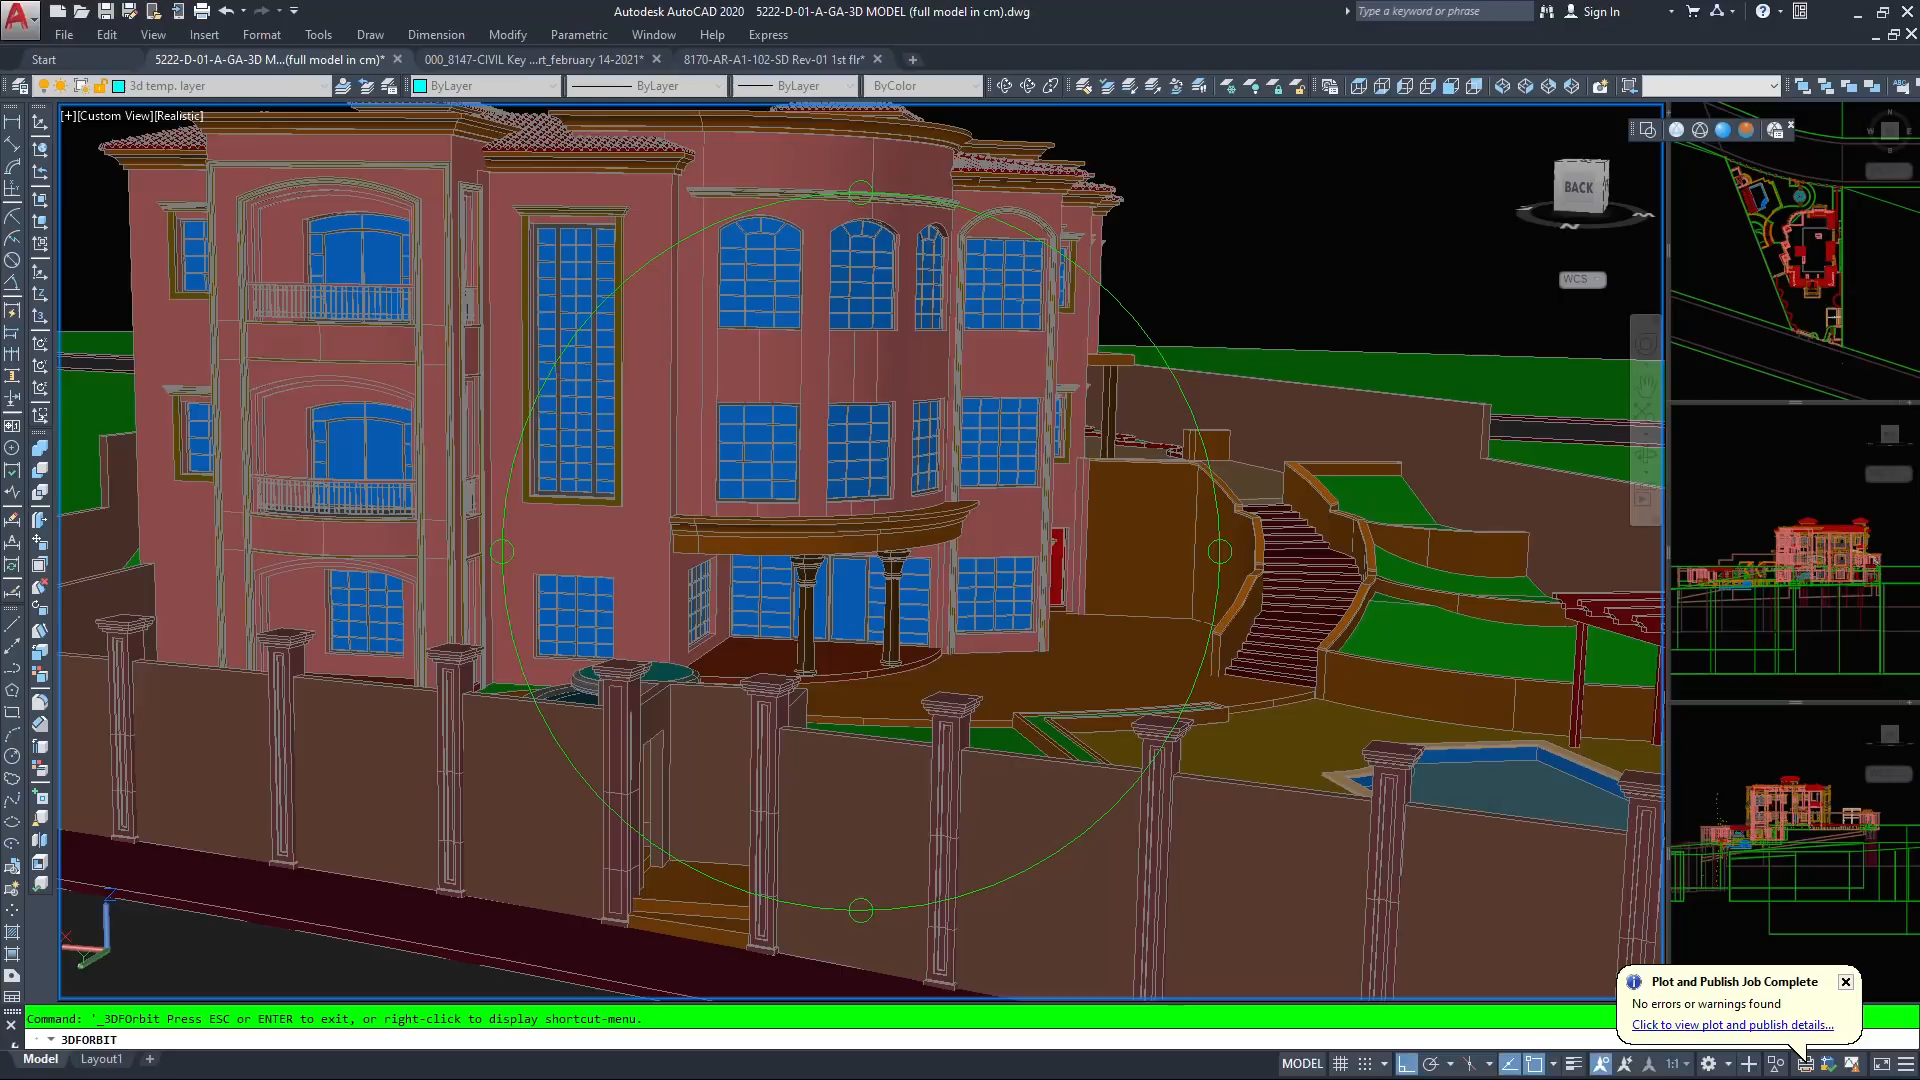 Autodesk AutoCAD 2020 5222-D-01-A-GA-3D MODEL (full model in cm).dwg
Type a keyword or phrase
Sign In
File Edit View Insert Format Tools Draw Dimension Modify Parametric Window Help Express
Start
5222-D-01-A-GA-3D M...(full model in cm)*
000_8147-CIVIL Key ...rt_february 14-2021*
8170-AR-A1-102-SD Rev-01 1st flr*
3d temp. layer
ByLayer
ByLayer
ByLayer
ByColor
[+][Custom View][Realistic]
BACK
WCS
N
W
E
Plot and Publish Job Complete
No errors or warnings found
Click to view plot and publish details...
Command: '_3DFOrbit Press ESC or ENTER to exit, or right-click to display shortcut-menu.
3DFORBIT
Model
Layout1
MODEL
1:1